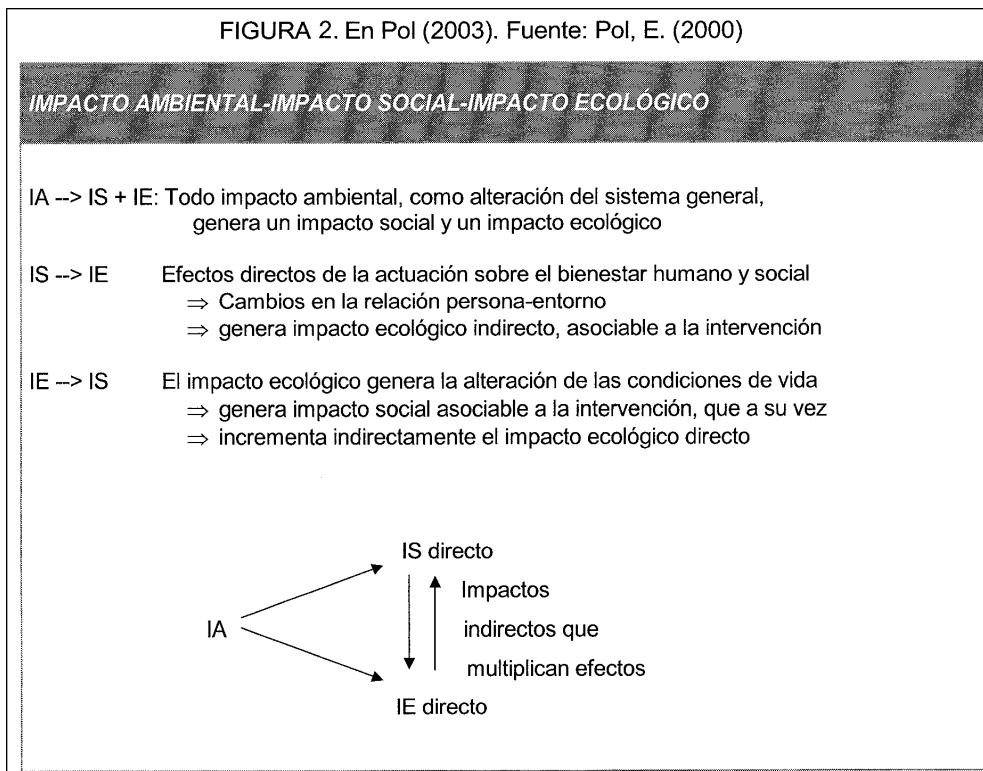 FIGURA 2. En Pol (2003). Fuente: Pol, E. (2000)
IMPACTO AMBIENTAL-IMPACTO SOCIAL-IMPACTO ECOLÓGICO
IA --> IS + IE: Todo impacto ambiental, como alteración del sistema general,
genera un impacto social y un impacto ecológico
IS --> IE Efectos directos de la actuación sobre el bienestar humano y social
⇒ Cambios en la relación persona-entorno
⇒ genera impacto ecológico indirecto, asociable a la intervención
IE --> IS El impacto ecológico genera la alteración de las condiciones de vida
⇒ genera impacto social asociable a la intervención, que a su vez
⇒ incrementa indirectamente el impacto ecológico directo
IS directo
Impactos
IA
indirectos que
multiplican efectos
IE directo